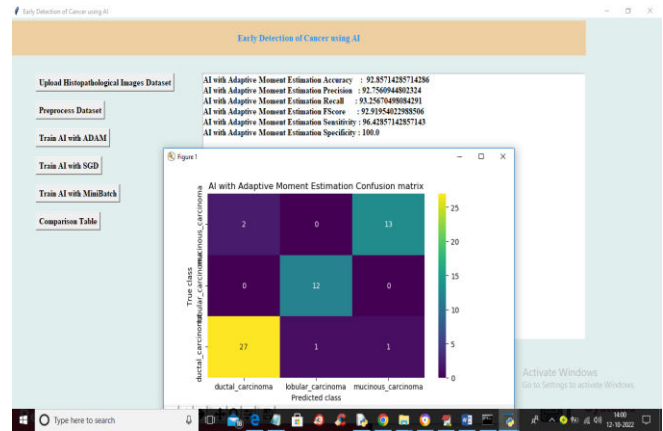 Early Detection of Cancer using AI
Early Detection of Cancer using AI
Upload Histopathological Images Dataset
Preprocess Dataset
Train AI with ADAM
Train AI with SGD
Train AI with MiniBatch
Comparison Table
AI with Adaptive Moment Estimation Accuracy : 92.85714285714286
AI with Adaptive Moment Estimation Precision : 92.7560944802324
AI with Adaptive Moment Estimation Recall : 93.25670498084291
AI with Adaptive Moment Estimation FScore : 92.91954022988506
AI with Adaptive Moment Estimation Sensitivity : 96.42857142857143
AI with Adaptive Moment Estimation Specificity : 100.0
Figure 1
AI with Adaptive Moment Estimation Confusion matrix
True class
mucinous_carcinoma
lobular_carcinoma
ductal_carcinoma
2 0 13
0 12 0
27 1 1
ductal_carcinoma lobular_carcinoma mucinous_carcinoma
Predicted class
25
20
15
10
5
0
Activate Windows
Go to Settings to activate Windows.
Type here to search
14:00
12-10-2022